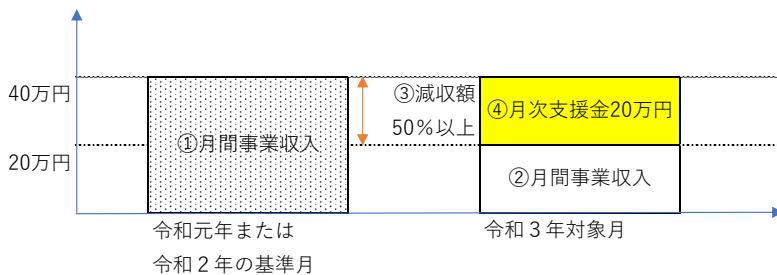 40万円
20万円
①月間事業収入
③減収額
50％以上
④月次支援金20万円
②月間事業収入
令和元年または
令和２年の基準月
令和３年対象月